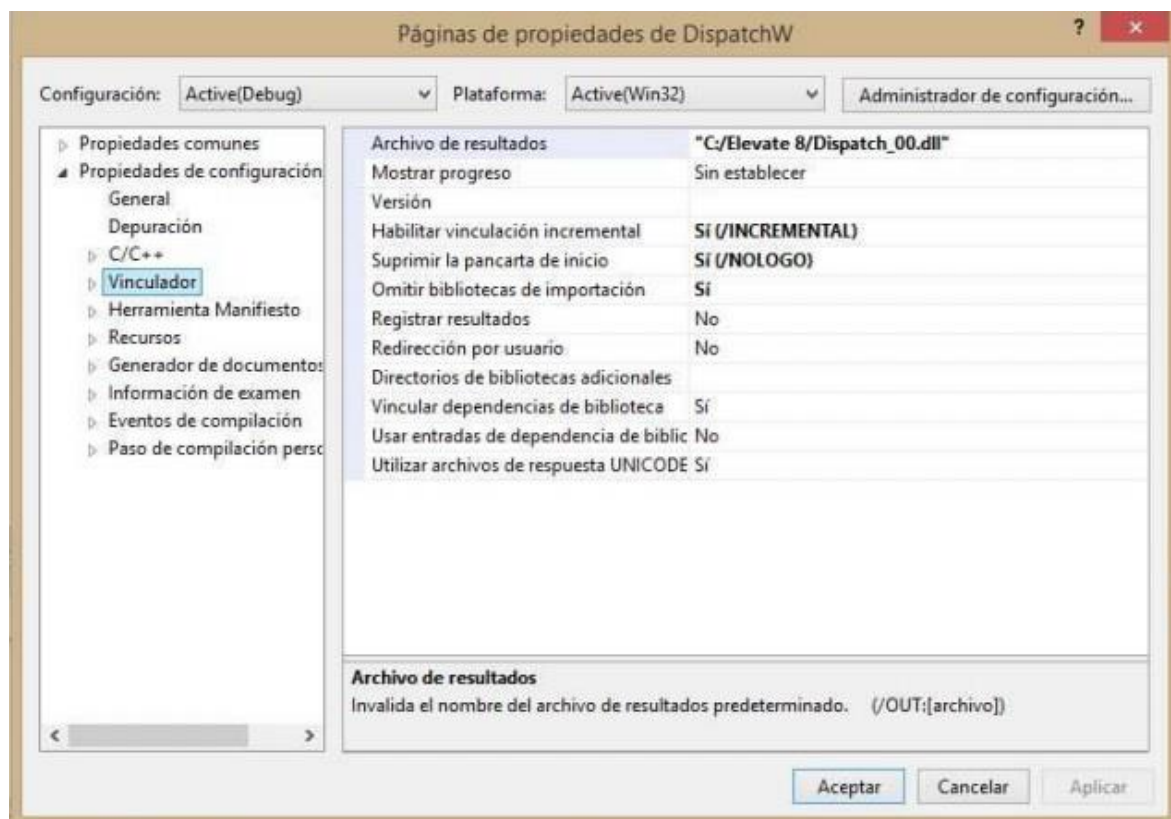 Páginas de propiedades de DispatchW
?
Configuración: Active(Debug) Plataforma: Active(Win32) Administrador de configuración...
Propiedades comunes
Propiedades de configuración
General
Depuración
C/C++
Vinculador
Herramienta Manifiesto
Recursos
Generador de documentos
Información de examen
Eventos de compilación
Paso de compilación perso
Archivo de resultados "C:/Elevate 8/Dispatch_00.dll"
Mostrar progreso Sin establecer
Versión
Habilitar vinculación incremental Sí (/INCREMENTAL)
Suprimir la pancarta de inicio Sí (/NOLOGO)
Omitir bibliotecas de importación Sí
Registrar resultados No
Redirección por usuario No
Directorios de bibliotecas adicionales
Vincular dependencias de biblioteca Sí
Usar entradas de dependencia de biblic No
Utilizar archivos de respuesta UNICODE Sí
Archivo de resultados
Invalida el nombre del archivo de resultados predeterminado. (/OUT:[archivo])
Aceptar Cancelar Aplicar